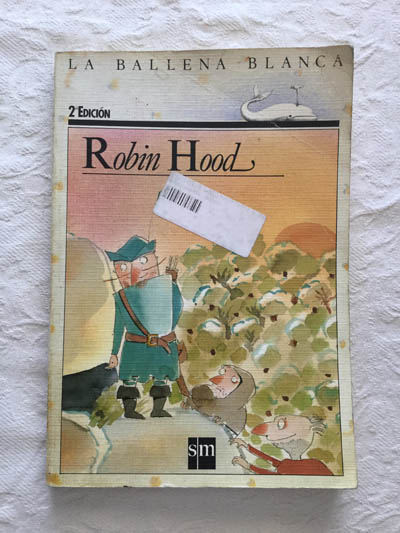 LA BALLENA BLANCA
2ª EDICIÓN
Robin Hood
sm